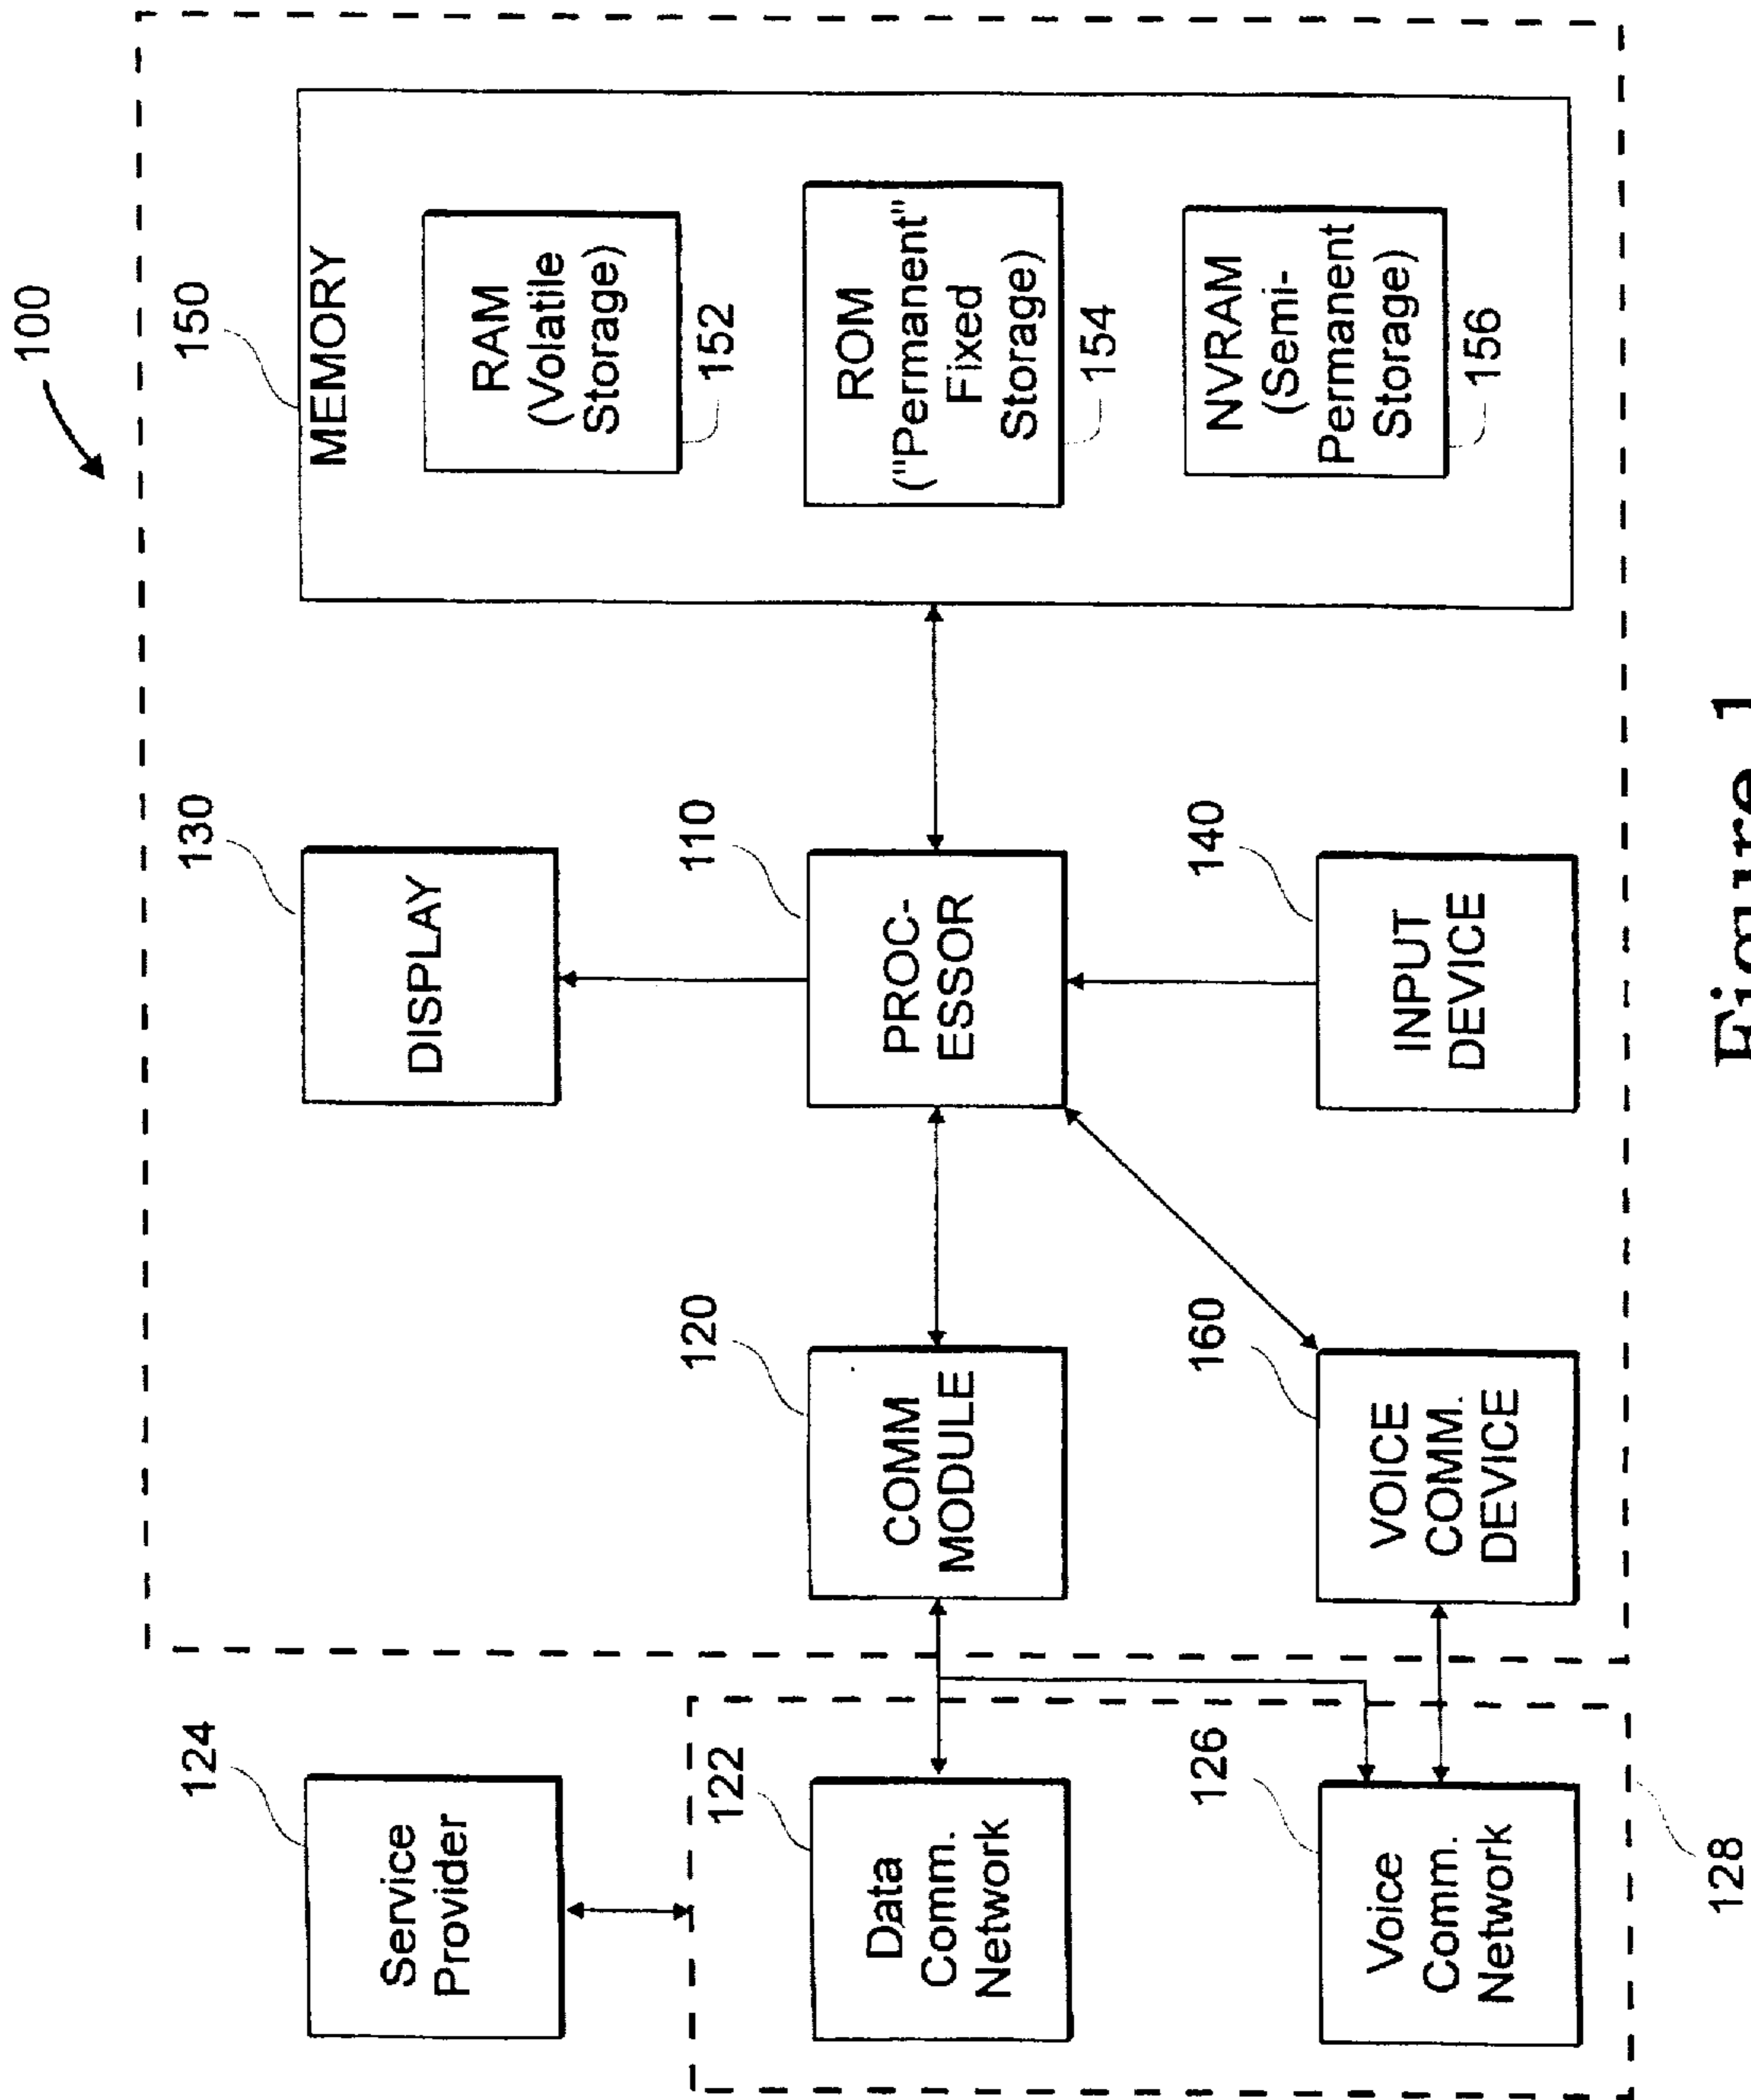 100
124
Service
Provider
130
DISPLAY
150
MEMORY
RAM
(Volatile
Storage)
152
122
Data
Comm.
Network
120
COMM
MODULE
110
PROC-
ESSOR
ROM
("Permanent"
Fixed
Storage)
154
126
Voice
Comm.
Network
160
VOICE
COMM.
DEVICE
140
INPUT
DEVICE
NVRAM
(Semi-
Permanent
Storage)
156
128
Figure 1